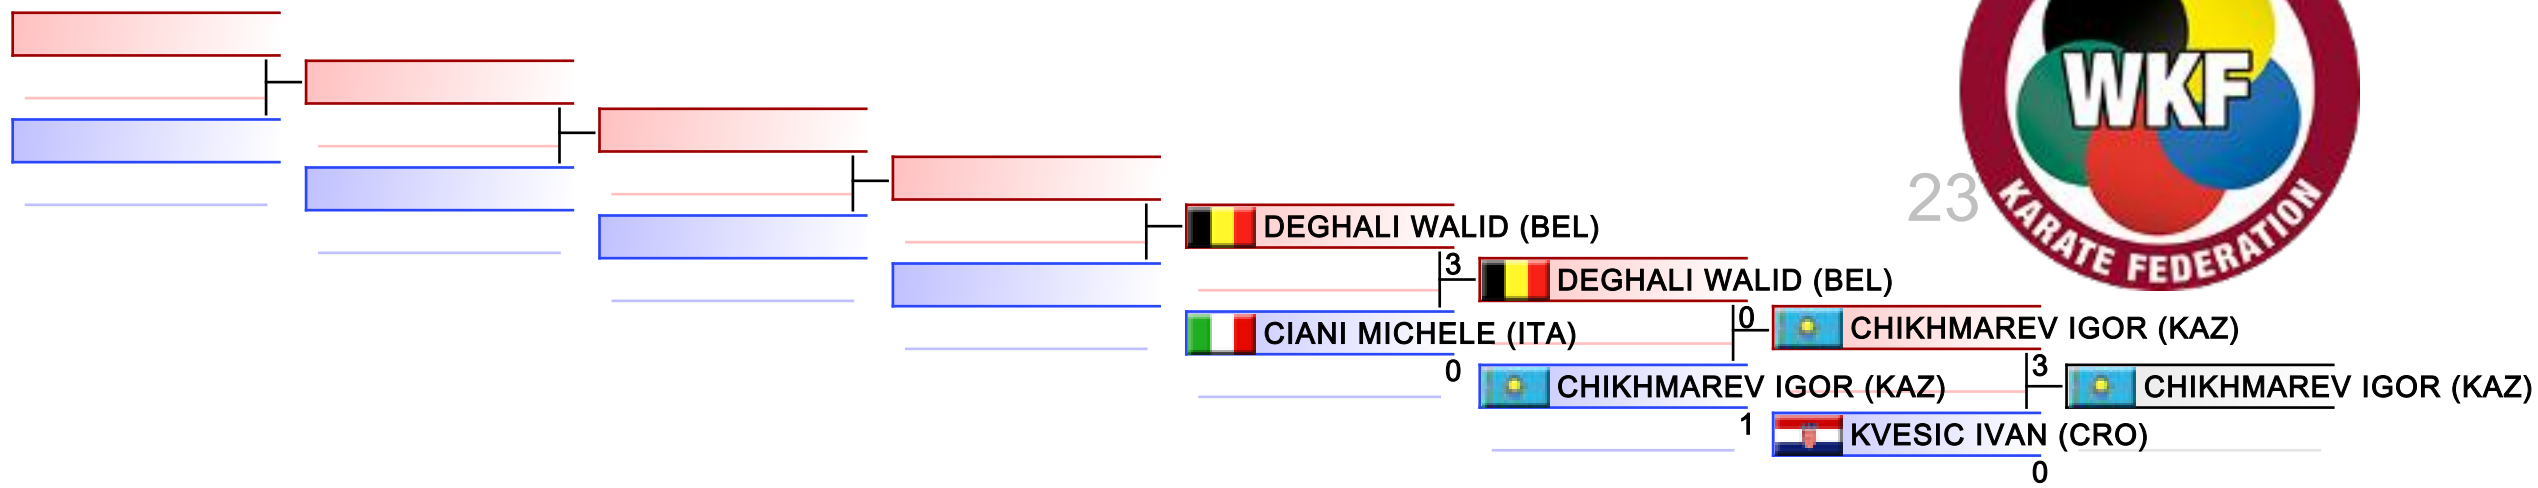 WKF
KARATE FEDERATION
23
DEGHALI WALID (BEL)
3
DEGHALI WALID (BEL)
0
CIANI MICHELE (ITA)
0
CHIKHMAREV IGOR (KAZ)
3
CHIKHMAREV IGOR (KAZ)
1
CHIKHMAREV IGOR (KAZ)
KVESIC IVAN (CRO)
0